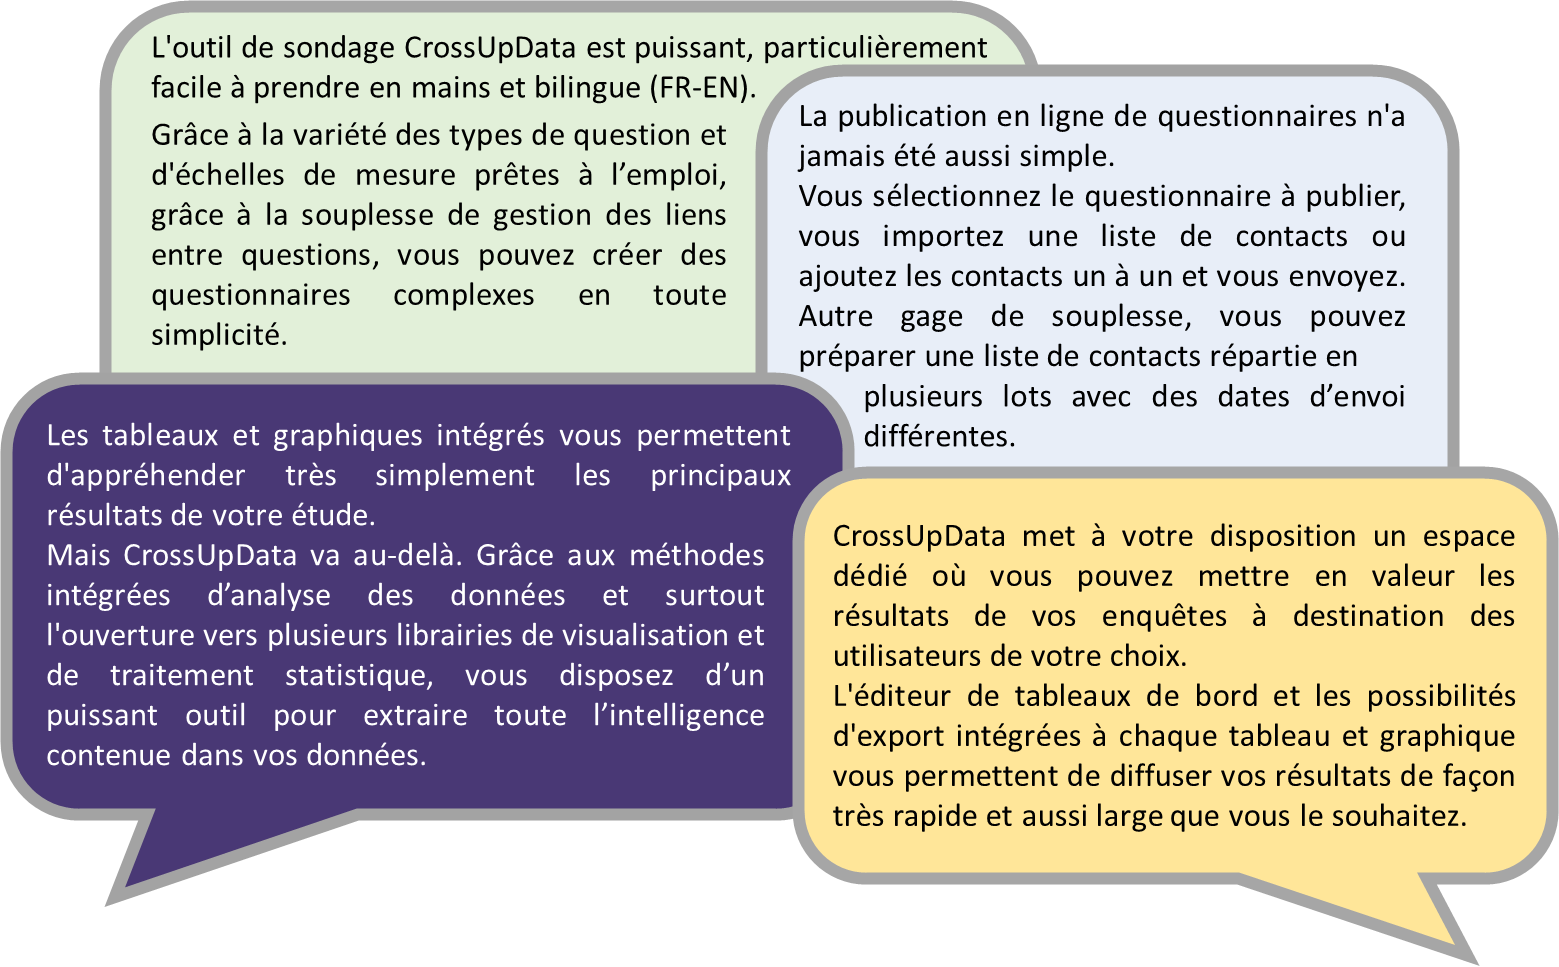 L'outil de sondage CrossUpData est puissant, particulièrement
facile à prendre en mains et bilingue (FR-EN).
Grâce à la variété des types de question et
d'échelles de mesure prêtes à l’emploi,
grâce à la souplesse de gestion des liens
entre questions, vous pouvez créer des
questionnaires complexes en toute
simplicité.
La publication en ligne de questionnaires n'a
jamais été aussi simple.
Vous sélectionnez le questionnaire à publier,
vous importez une liste de contacts ou
ajoutez les contacts un à un et vous envoyez.
Autre gage de souplesse, vous pouvez
préparer une liste de contacts répartie en
plusieurs lots avec des dates d’envoi
différentes.
Les tableaux et graphiques intégrés vous permettent
d'appréhender très simplement les principaux
résultats de votre étude.
Mais CrossUpData va au-delà. Grâce aux méthodes
intégrées d’analyse des données et surtout
l'ouverture vers plusieurs librairies de visualisation et
de traitement statistique, vous disposez d’un
puissant outil pour extraire toute l’intelligence
contenue dans vos données.
CrossUpData met à votre disposition un espace
dédié où vous pouvez mettre en valeur les
résultats de vos enquêtes à destination des
utilisateurs de votre choix.
L'éditeur de tableaux de bord et les possibilités
d'export intégrées à chaque tableau et graphique
vous permettent de diffuser vos résultats de façon
très rapide et aussi large que vous le souhaitez.